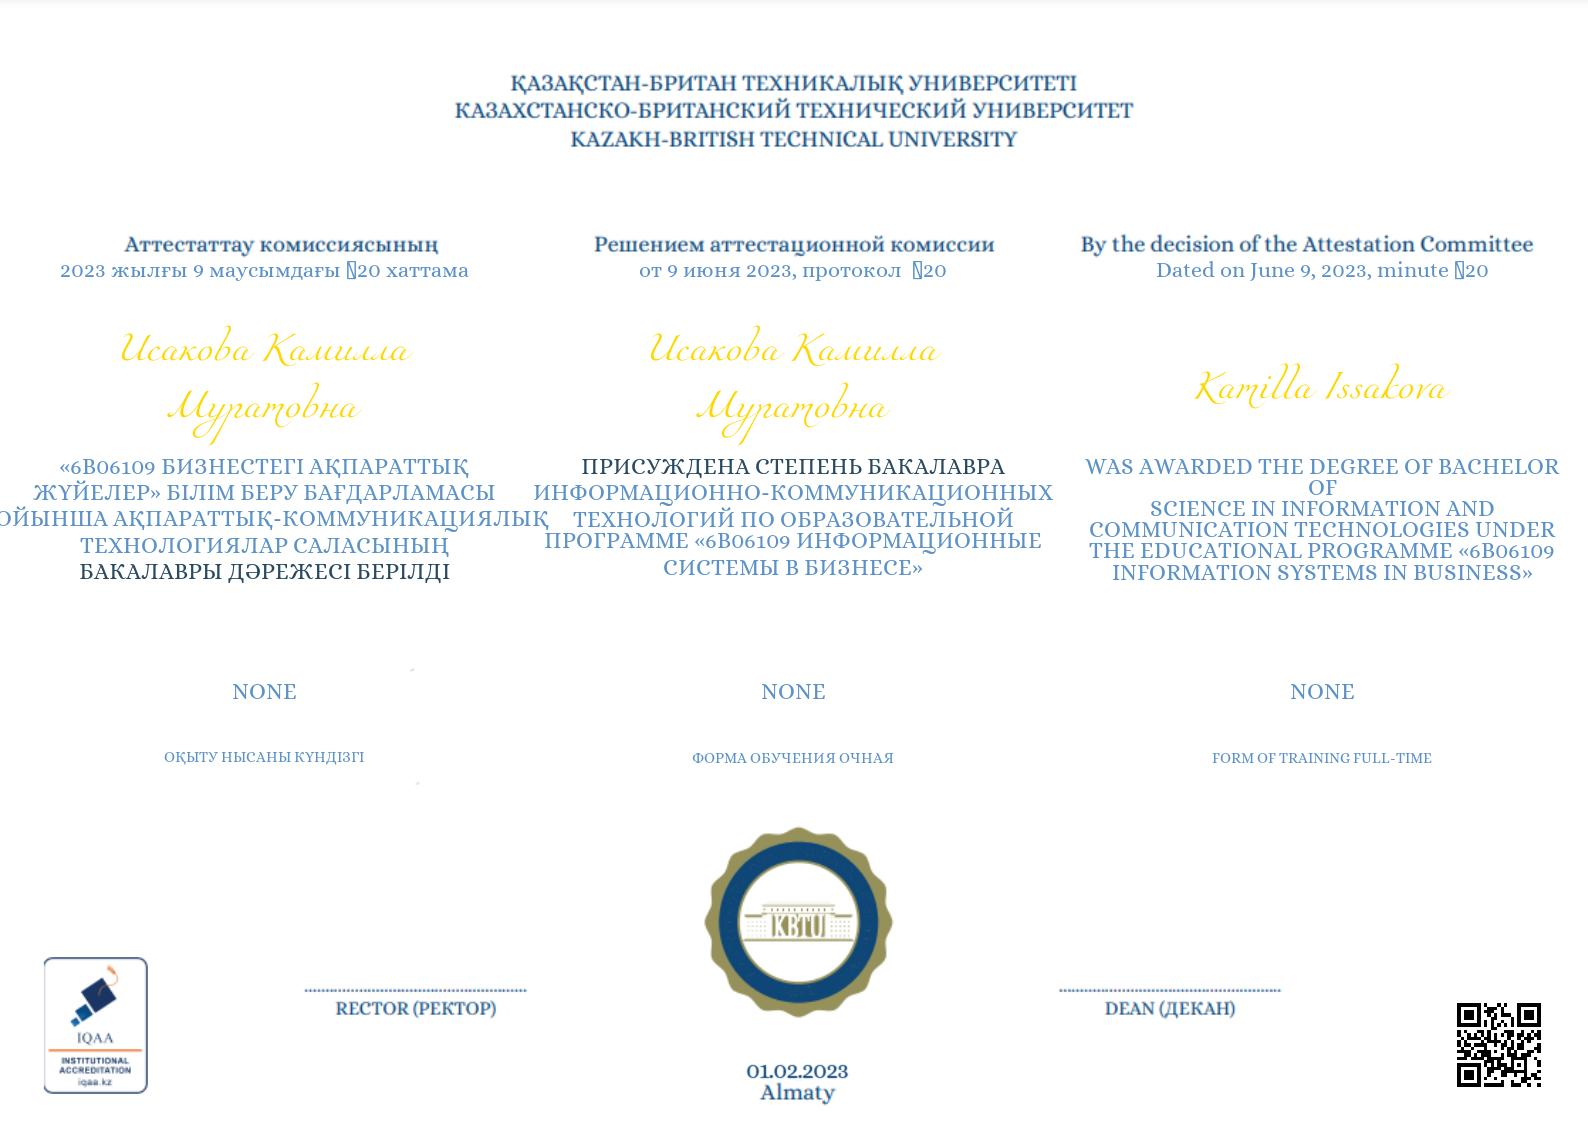 ҚАЗАҚСТАН-БРИТАН ТЕХНИКАЛЫҚ УНИВЕРСИТЕТІ
КАЗАХСТАНСКО-БРИТАНСКИЙ ТЕХНИЧЕСКИЙ УНИВЕРСИТЕТ
KAZAKH-BRITISH TECHNICAL UNIVERSITY
Аттестаттау комиссиясының
2023 жылғы 9 маусымдағы 20 хаттама
Исакова Камилла
Муратовна
«6B06109 БИЗНЕСТЕГІ АҚПАРАТТЫҚ
ЖҮЙЕЛЕР» БІЛІМ БЕРУ БАҒДАРЛАМАСЫ
ОЙЫНША АҚПАРАТТЫҚ-КОММУНИКАЦИЯЛЫҚ
ТЕХНОЛОГИЯЛАР САЛАСЫНЫҢ
БАКАЛАВРЫ ДӘРЕЖЕСІ БЕРІЛДІ
NONE
ОҚЫТУ НЫСАНЫ КҮНДІЗГІ
Решением аттестационной комиссии
от 9 июня 2023, протокол 20
Исакова Камилла
Муратовна
ПРИСУЖДЕНА СТЕПЕНЬ БАКАЛАВРА
ИНФОРМАЦИОННО-КОММУНИКАЦИОННЫХ
ТЕХНОЛОГИЙ ПО ОБРАЗОВАТЕЛЬНОЙ
ПРОГРАММЕ «6B06109 ИНФОРМАЦИОННЫЕ
СИСТЕМЫ В БИЗНЕСЕ»
NONE
ФОРМА ОБУЧЕНИЯ ОЧНАЯ
By the decision of the Attestation Committee
Dated on June 9, 2023, minute 20
Kamilla Issakova
WAS AWARDED THE DEGREE OF BACHELOR
OF
SCIENCE IN INFORMATION AND
COMMUNICATION TECHNOLOGIES UNDER
THE EDUCATIONAL PROGRAMME «6B06109
INFORMATION SYSTEMS IN BUSINESS»
NONE
FORM OF TRAINING FULL-TIME
KBTU
IQAA
INSTITUTIONAL
ACCREDITATION
iqaa.kz
RECTOR (РЕКТОР)
DEAN (ДЕКАН)
01.02.2023
Almaty